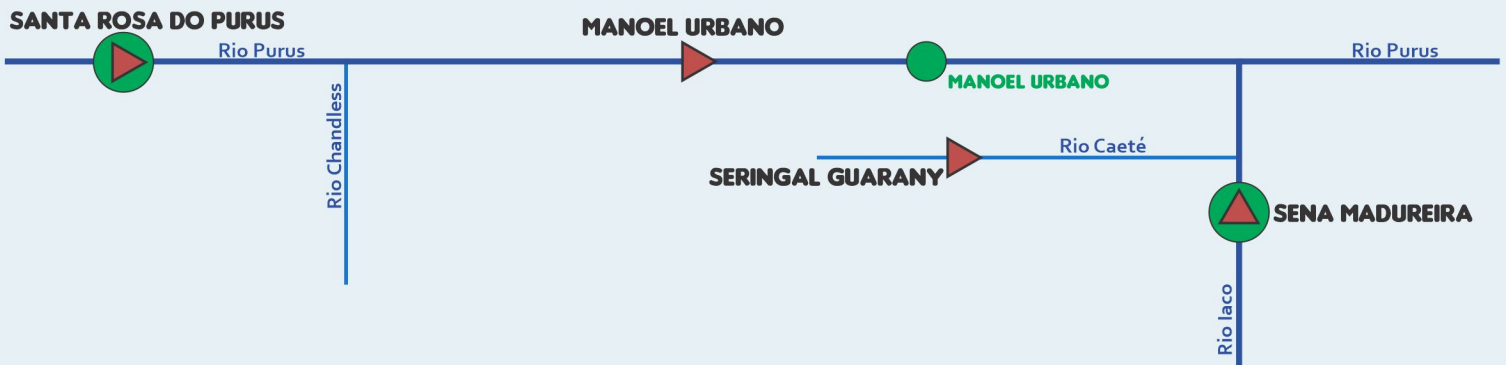 SANTA ROSA DO PURUS
Rio Purus
MANOEL URBANO
MANOEL URBANO
Rio Purus
Rio Chandless
SERINGAL GUARANY
Rio Caeté
SENA MADUREIRA
Rio Iaco